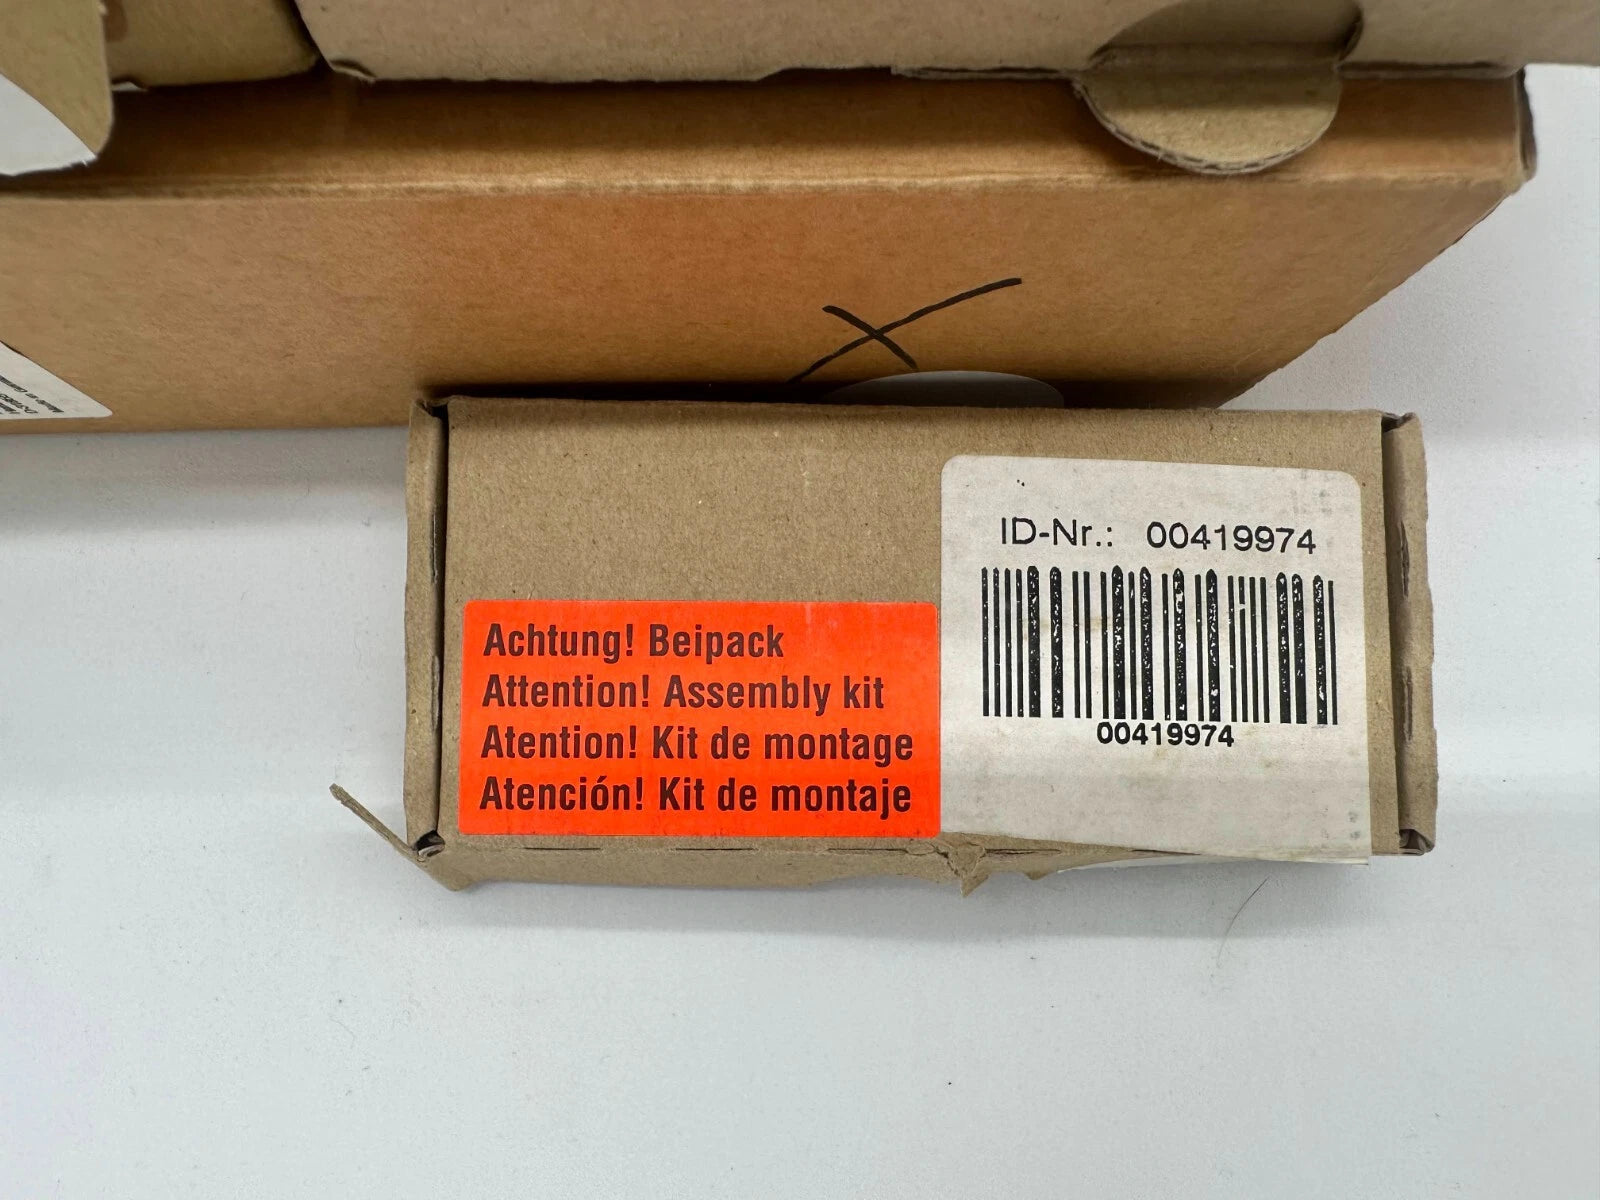 Achtung! Beipack
Attention! Assembly kit
Atention! Kit de montage
Atención! Kit de montaje
ID-Nr.: 00419974
00419974